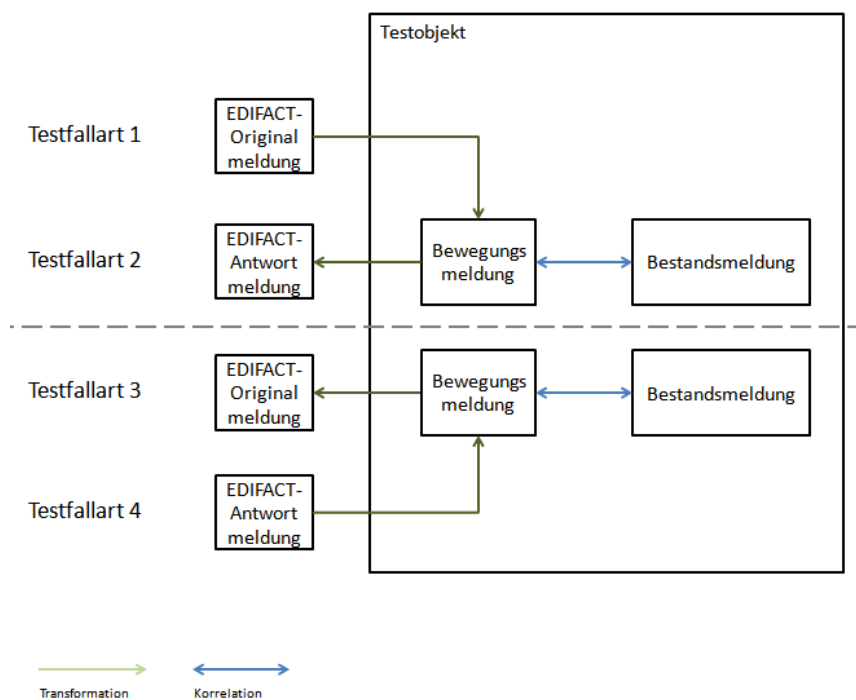 Testobjekt
Testfallart 1
EDIFACT-
Original
meldung
Testfallart 2
EDIFACT-
Antwort
meldung
Bewegungs
meldung
Bestandsmeldung
Testfallart 3
EDIFACT-
Original
meldung
Bewegungs
meldung
Bestandsmeldung
Testfallart 4
EDIFACT-
Antwort
meldung
Transformation
Korrelation